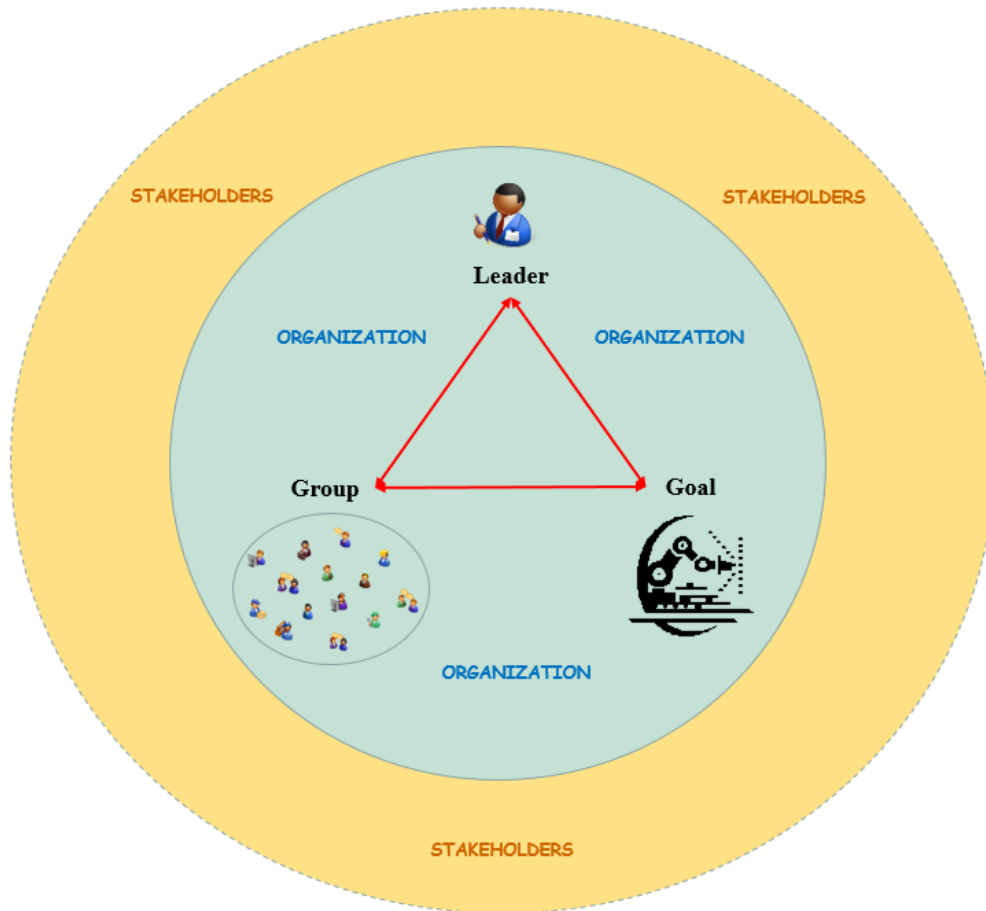 STAKEHOLDERS
STAKEHOLDERS
Leader
ORGANIZATION
ORGANIZATION
Group
Goal
ORGANIZATION
STAKEHOLDERS